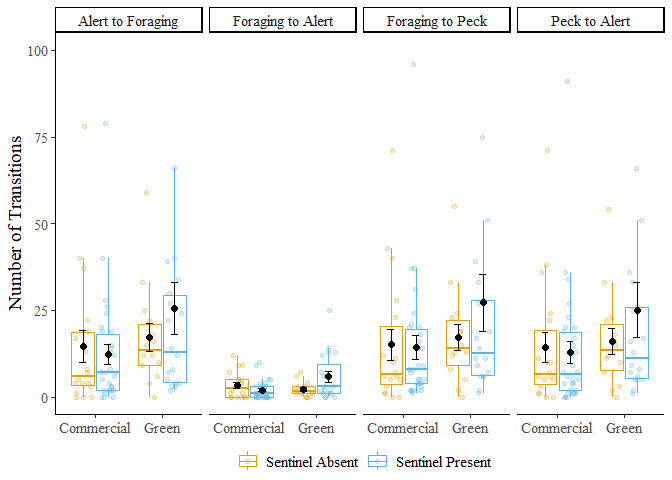 Alert to Foraging Foraging to Alert Foraging to Peck Peck to Alert
Number of Transitions
100
75
50
25
0
Commercial Green Commercial Green Commercial Green Commercial Green
Sentinel Absent Sentinel Present